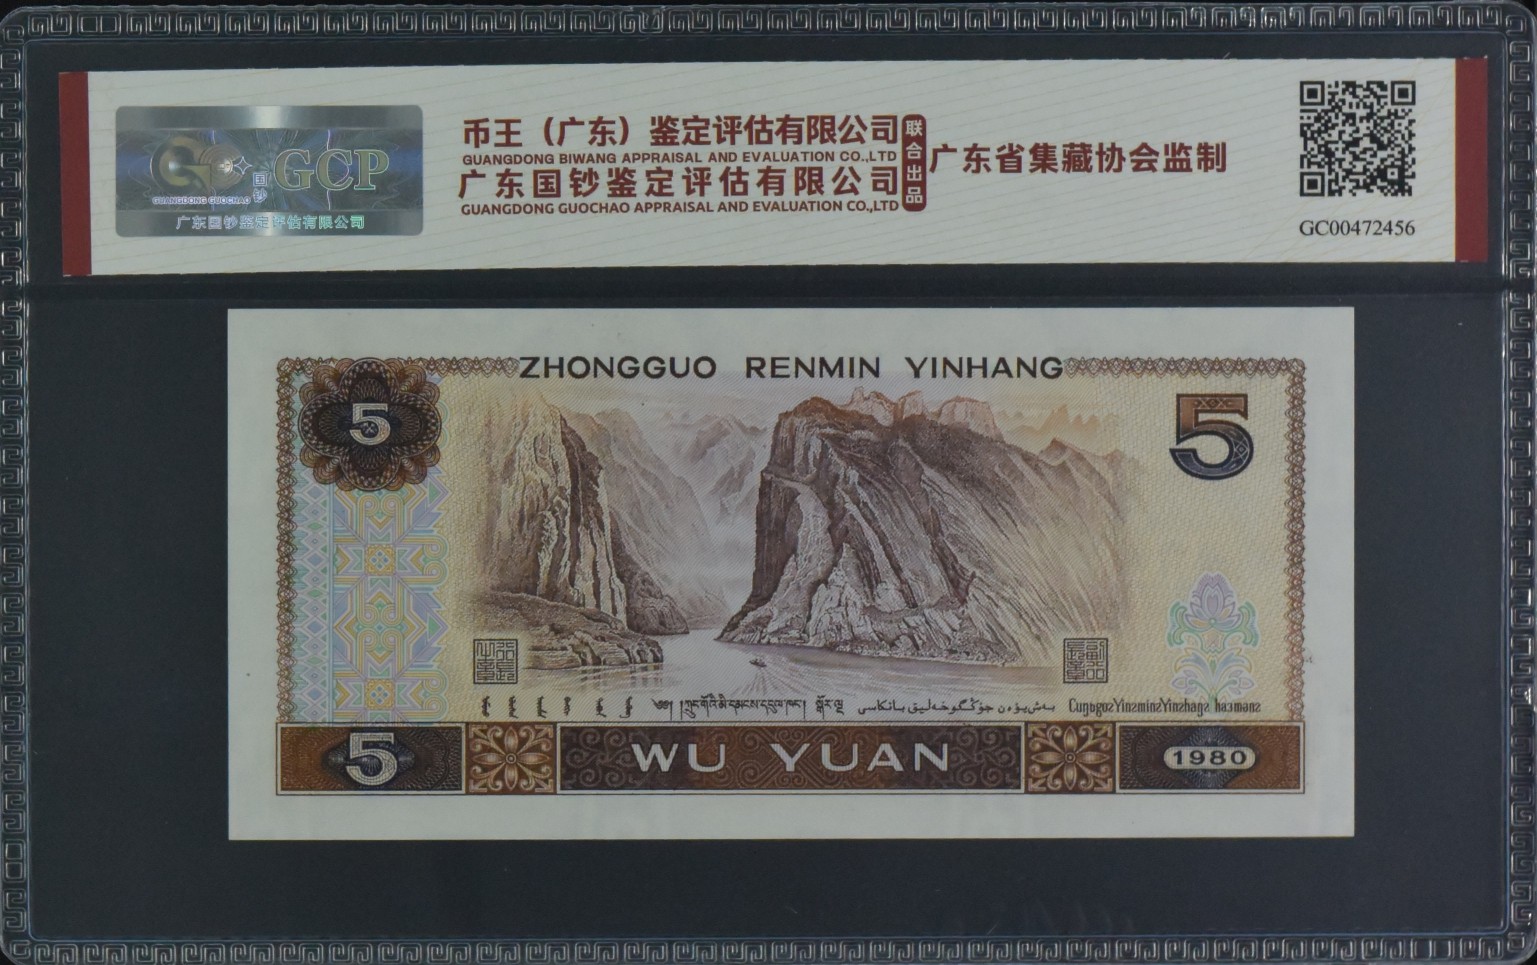 GCP
国钞
GUANGDONG GUOCHAO
广东国钞鉴定评估有限公司
币王（广东）鉴定评估有限公司
GUANGDONG BIWANG APPRAISAL AND EVALUATION CO.,LTD
广东国钞鉴定评估有限公司
GUANGDONG GUOCHAO APPRAISAL AND EVALUATION CO.,LTD
联合出品
广东省集藏协会监制
GC00472456
ZHONGGUO RENMIN YINHANG
5
5
5
WU YUAN
1980